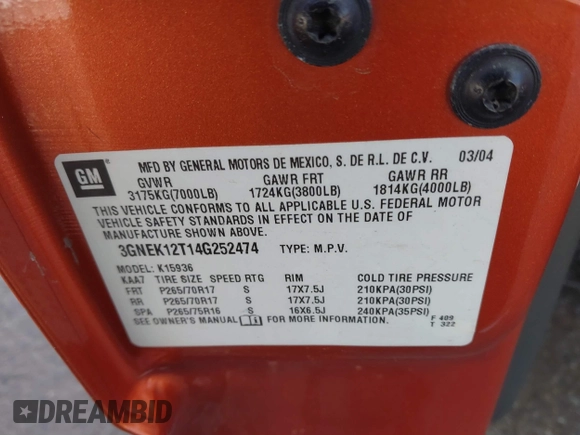 GM
MFD BY GENERAL MOTORS DE MEXICO, S. DE R.L. DE C.V. 03/04
GVWR GAWR FRT GAWR RR
3175KG(7000LB) 1724KG(3800LB) 1814KG(4000LB)
THIS VEHICLE CONFORMS TO ALL APPLICABLE U.S. FEDERAL MOTOR
VEHICLE SAFETY STANDARDS IN EFFECT ON THE DATE OF
MANUFACTURE SHOWN ABOVE.
3GNEK12T14G252474 TYPE: M.P.V.
MODEL: K15936
KAA7 TIRE SIZE SPEED RTG RIM COLD TIRE PRESSURE
FRT P265/70R17 S 17X7.5J 210KPA(30PSI)
RR P265/70R17 S 17X7.5J 210KPA(30PSI)
SPA P265/75R16 S 16X6.5J 240KPA(35PSI)
SEE OWNER'S MANUAL FOR MORE INFORMATION.
F 409
T 322
DREAMBID